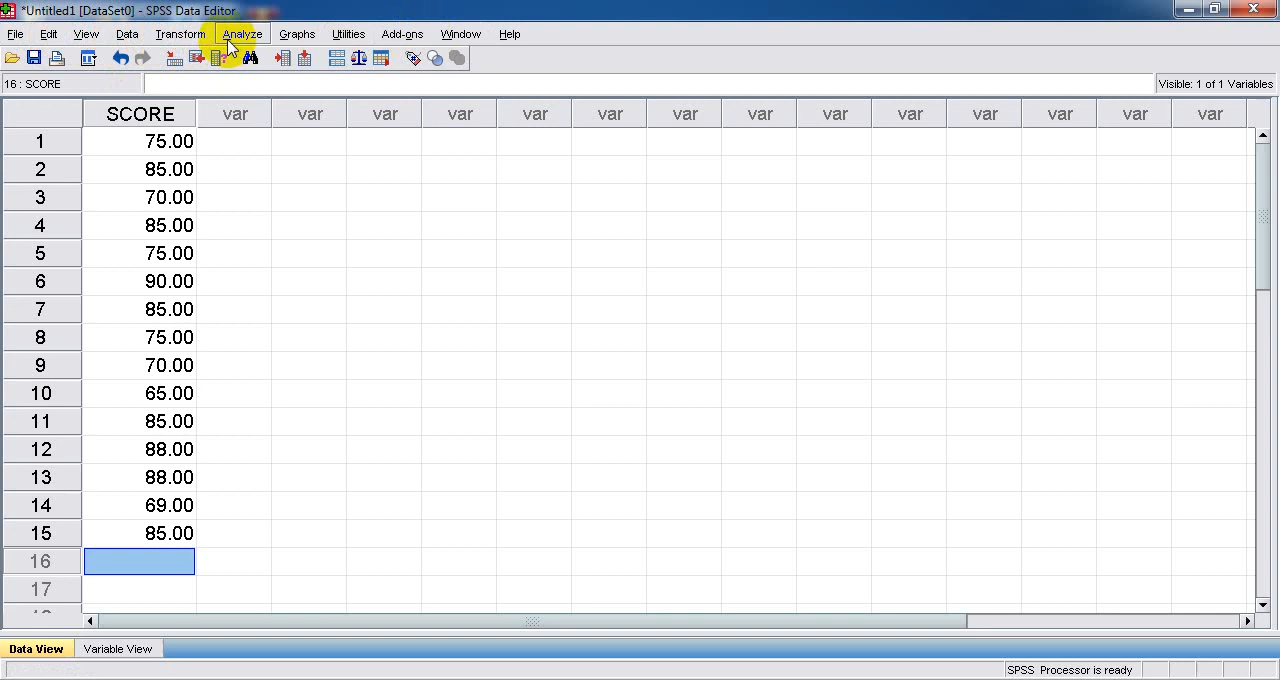 *Untitled1 [DataSet0] - SPSS Data Editor
File Edit View Data Transform Analyze Graphs Utilities Add-ons Window Help
16 : SCORE Visible: 1 of 1 Variables
SCORE var var var var var var var var var var var var var var
1 75.00
2 85.00
3 70.00
4 85.00
5 75.00
6 90.00
7 85.00
8 75.00
9 70.00
10 65.00
11 85.00
12 88.00
13 88.00
14 69.00
15 85.00
16
17
Data View Variable View
SPSS Processor is ready